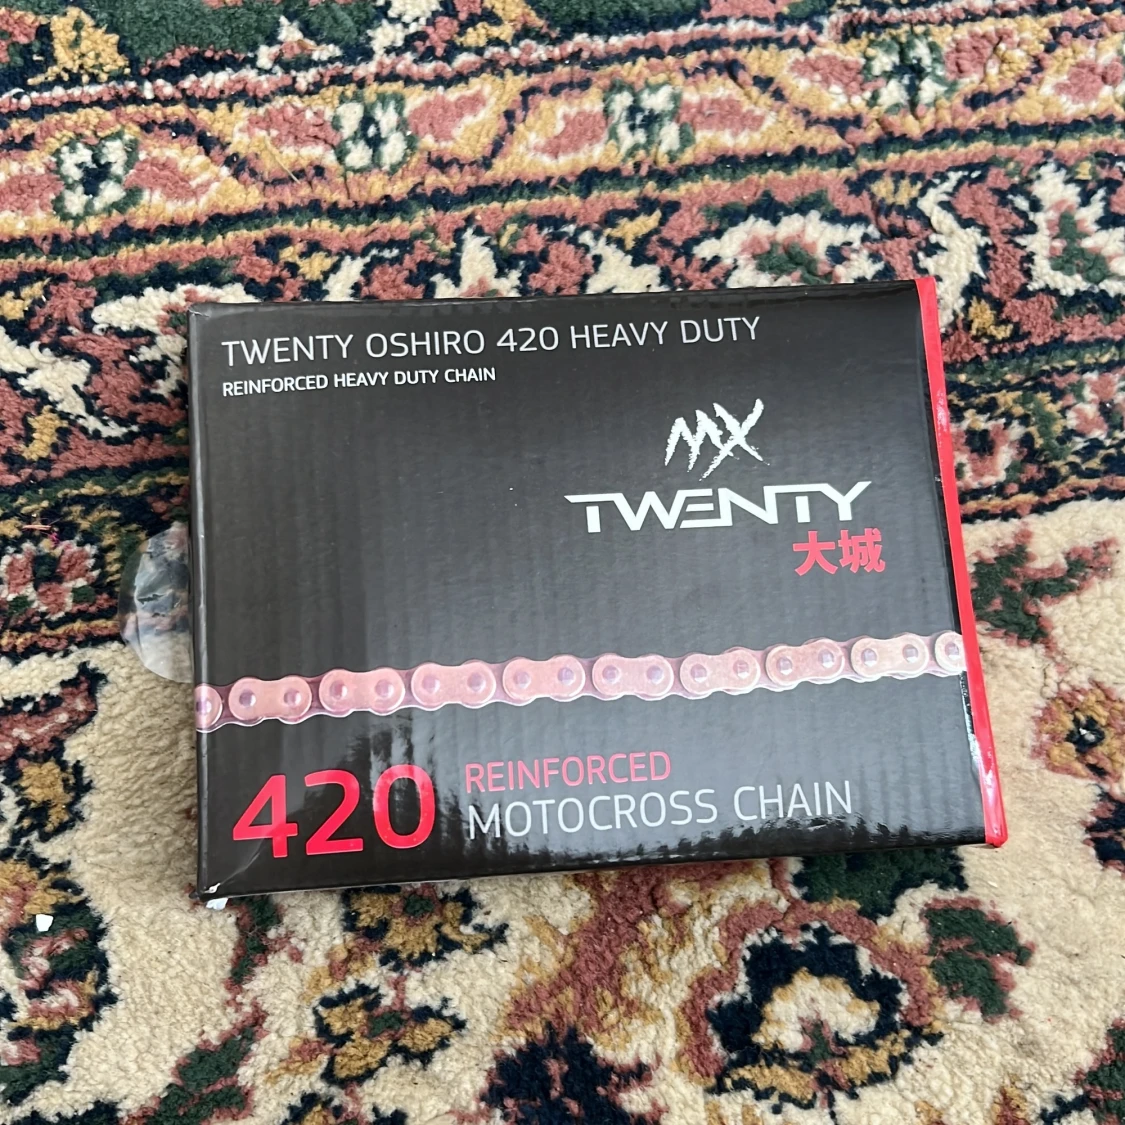 TWENTY OSHIRO 420 HEAVY DUTY
REINFORCED HEAVY DUTY CHAIN
MX
TWENTY
大城
420 REINFORCED
MOTOCROSS CHAIN